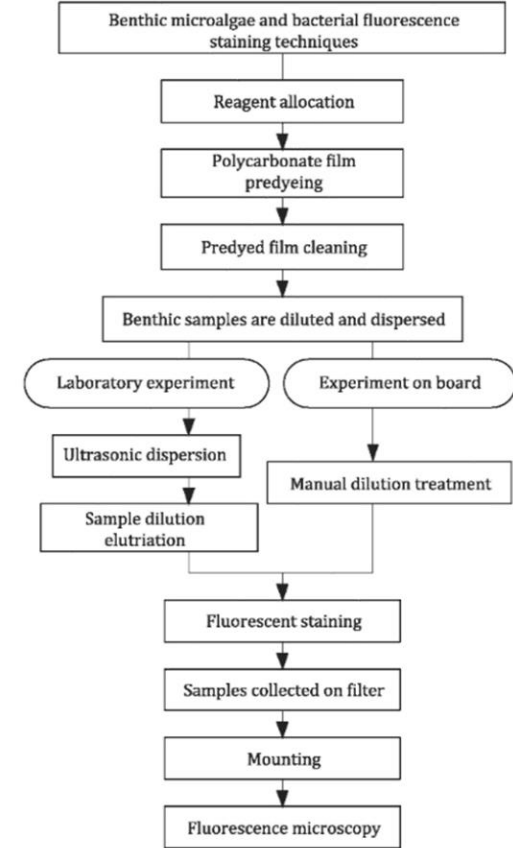 Benthic microalgae and bacterial fluorescence
staining techniques
Reagent allocation
Polycarbonate film
predyeing
Predyed film cleaning
Benthic samples are diluted and dispersed
Laboratory experiment
Experiment on board
Ultrasonic dispersion
Manual dilution treatment
Sample dilution
elutriation
Fluorescent staining
Samples collected on filter
Mounting
Fluorescence microscopy